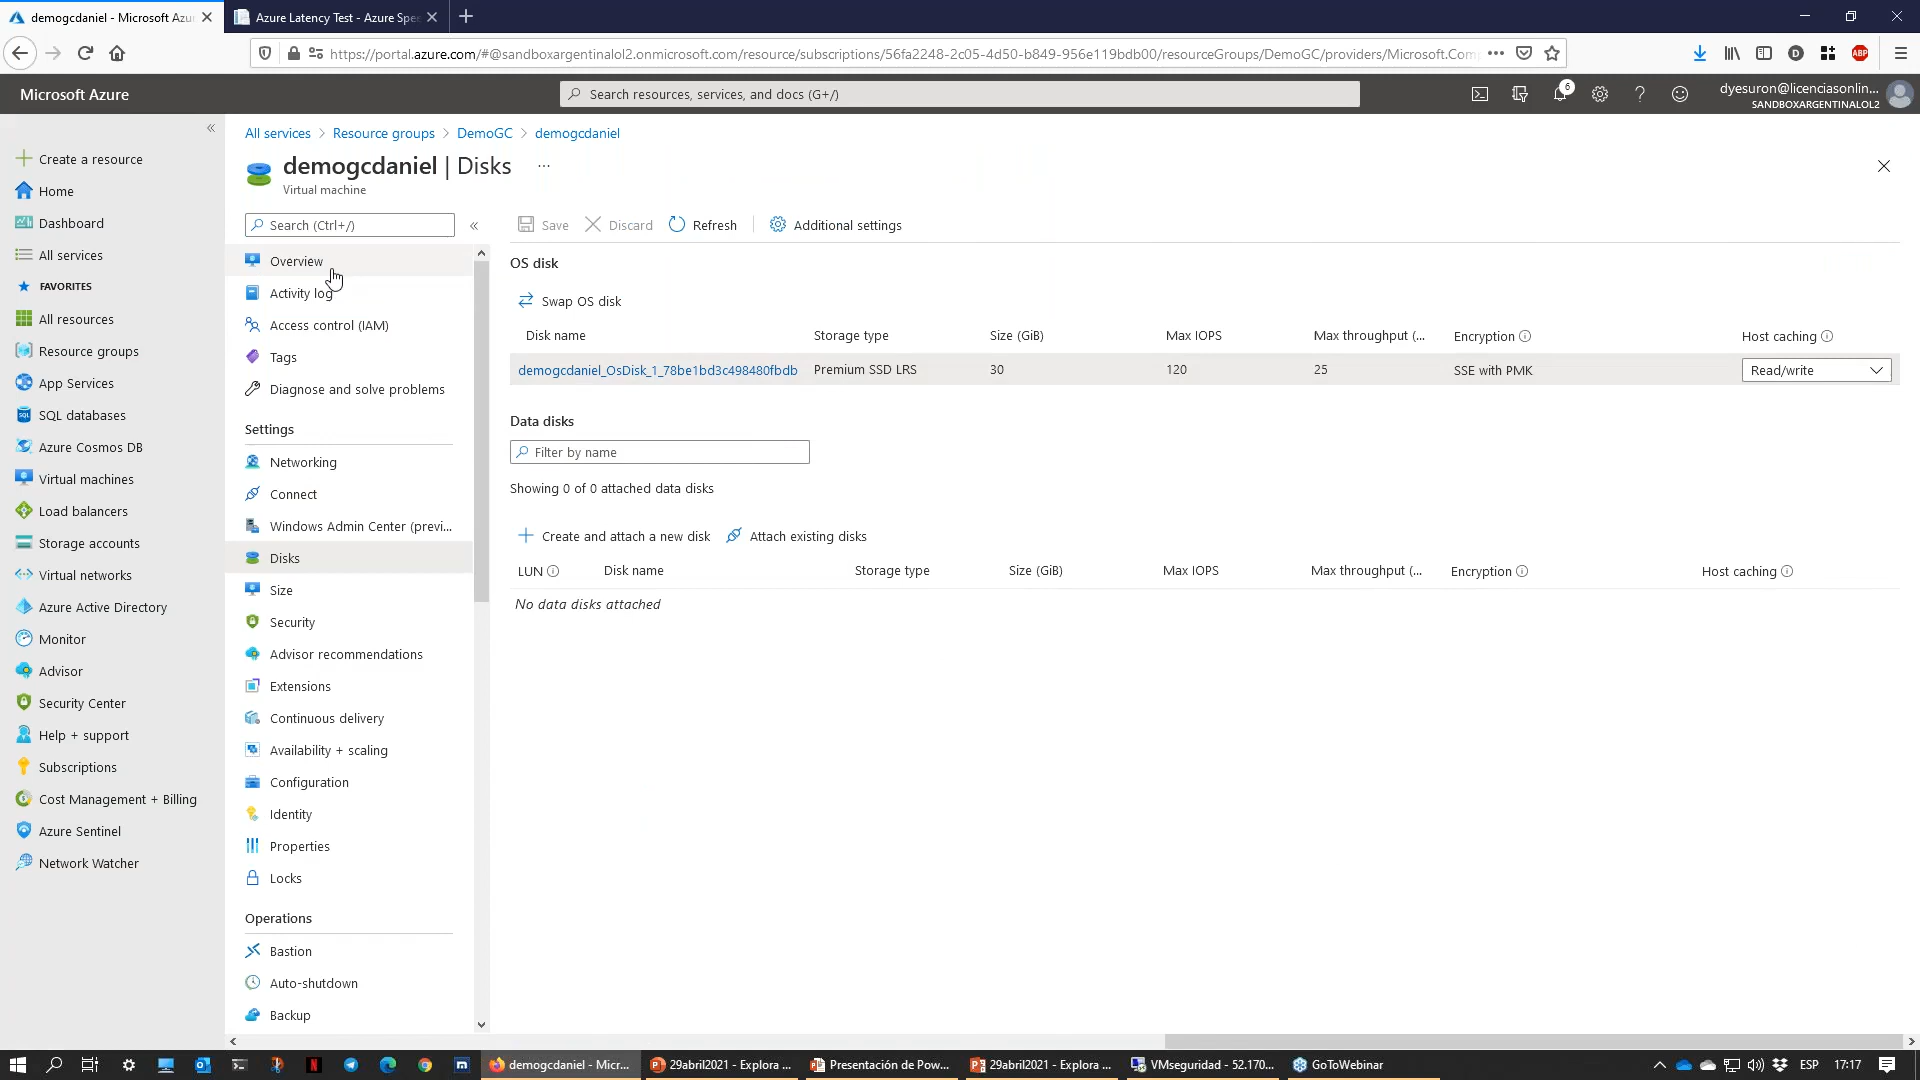 demogcdaniel - Microsoft Azu
Azure Latency Test - Azure Spee
https://portal.azure.com/#@sandboxargentinalol2.onmicrosoft.com/resource/subscriptions/56fa2248-2c05-4d50-b849-956e119bdb00/resourceGroups/DemoGC/providers/Microsoft.Com
Microsoft Azure
Search resources, services, and docs (G+/)
6
dyesuron@licenciasonlin...
SANDBOXARGENTINALOL2
All services > Resource groups > DemoGC > demogcdaniel
demogcdaniel | Disks ...
Virtual machine
Create a resource
Home
Dashboard
All services
FAVORITES
All resources
Resource groups
App Services
SQL databases
Azure Cosmos DB
Virtual machines
Load balancers
Storage accounts
Virtual networks
Azure Active Directory
Monitor
Advisor
Security Center
Help + support
Subscriptions
Cost Management + Billing
Azure Sentinel
Network Watcher
Search (Ctrl+/)
Overview
Activity log
Access control (IAM)
Tags
Diagnose and solve problems
Settings
Networking
Connect
Windows Admin Center (previ...
Disks
Size
Security
Advisor recommendations
Extensions
Continuous delivery
Availability + scaling
Configuration
Identity
Properties
Locks
Operations
Bastion
Auto-shutdown
Backup
Save Discard Refresh Additional settings
OS disk
Swap OS disk
Disk name Storage type Size (GiB) Max IOPS Max throughput (... Encryption Host caching
demogcdaniel_OsDisk_1_78be1bd3c498480fbdb Premium SSD LRS 30 120 25 SSE with PMK Read/write
Data disks
Filter by name
Showing 0 of 0 attached data disks
Create and attach a new disk Attach existing disks
LUN Disk name Storage type Size (GiB) Max IOPS Max throughput (... Encryption Host caching
No data disks attached
demogcdaniel - Micr... 29abril2021 - Explora ... Presentación de Pow... 29abril2021 - Explora ... VMseguridad - 52.170... GoToWebinar ESP 17:17